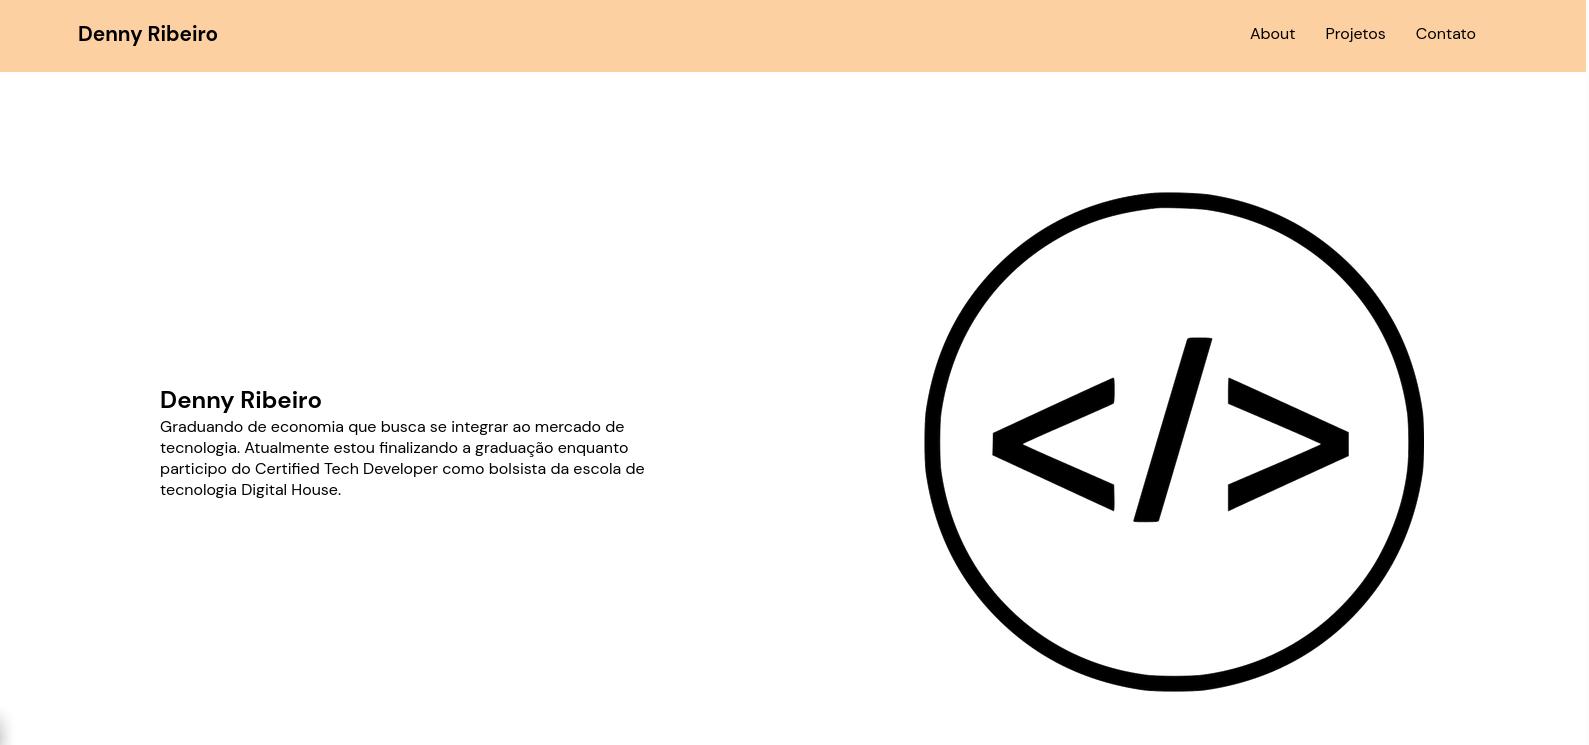 Denny Ribeiro
About Projetos Contato
Denny Ribeiro
Graduando de economia que busca se integrar ao mercado de
tecnologia. Atualmente estou finalizando a graduação enquanto
participo do Certified Tech Developer como bolsista da escola de
tecnologia Digital House.
</>